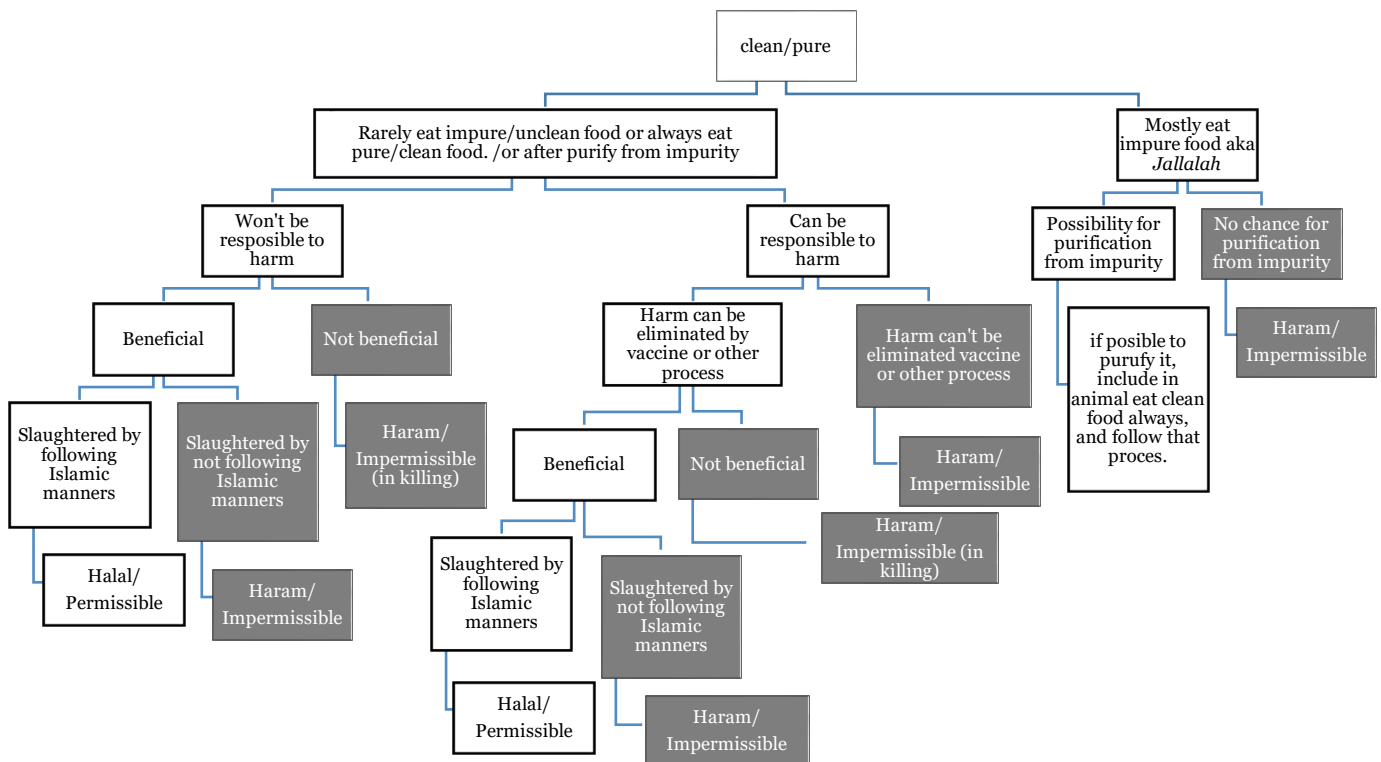 clean/pure
Rarely eat impure/unclean food or always eat
pure/clean food. /or after purify from impurity
Mostly eat
impure food aka
Jallalah
Won't be
resposible to
harm
Can be
responsible to
harm
Possibility for
purification
from impurity
No chance for
purification
from impurity
Beneficial
Not beneficial
Harm can be
eliminated by
vaccine or other
process
Harm can't be
eliminated vaccine
or other process
if posible to
purufy it,
include in
animal eat clean
food always,
and follow that
proces.
Haram/
Impermissible
Slaughtered by
following
Islamic
manners
Slaughtered by
not following
Islamic
manners
Haram/
Impermissible
(in killing)
Beneficial
Not beneficial
Haram/
Impermissible
Halal/
Permissible
Haram/
Impermissible
Slaughtered by
following
Islamic
manners
Slaughtered by
not following
Islamic
manners
Haram/
Impermissible (in
killing)
Halal/
Permissible
Haram/
Impermissible